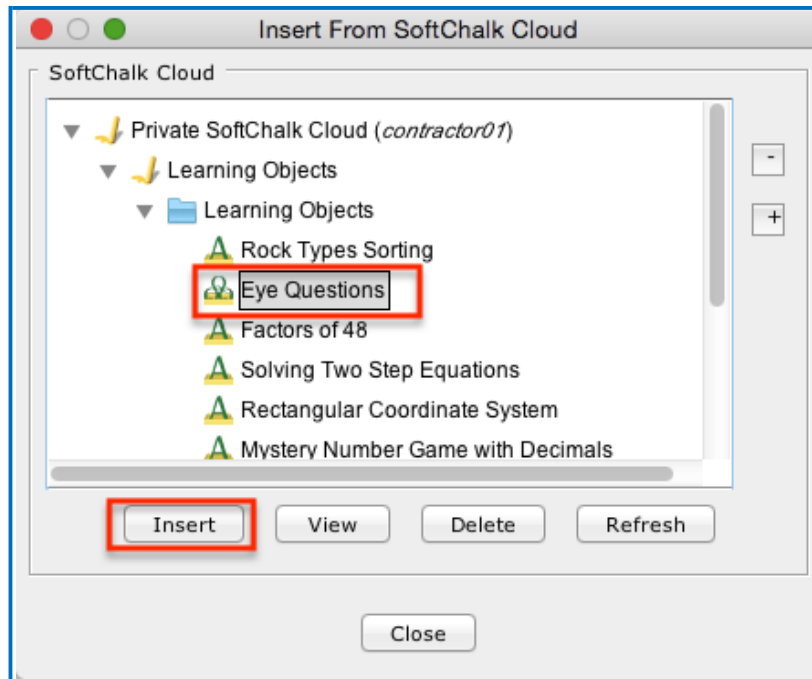 Insert From SoftChalk Cloud
SoftChalk Cloud
Private SoftChalk Cloud (contractor01)
Learning Objects
Learning Objects
Rock Types Sorting
Eye Questions
Factors of 48
Solving Two Step Equations
Rectangular Coordinate System
Mystery Number Game with Decimals
-
+
Insert View Delete Refresh
Close